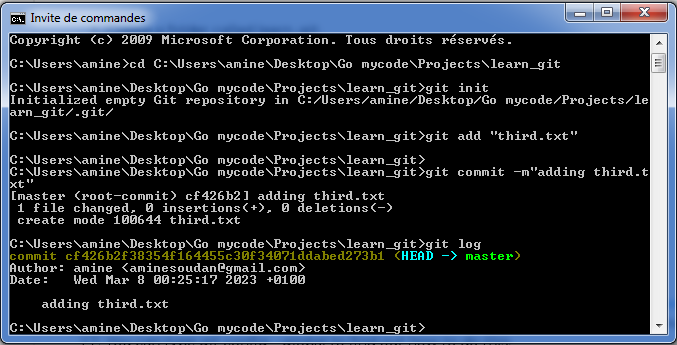 Invite de commandes
Copyright (c) 2009 Microsoft Corporation. Tous droits réservés.
C:\Users\amine>cd C:\Users\amine\Desktop\Go mycode\Projects\learn_git
C:\Users\amine\Desktop\Go mycode\Projects\learn_git>git init
Initialized empty Git repository in C:/Users/amine/Desktop/Go mycode/Projects/le
arn_git/.git/
C:\Users\amine\Desktop\Go mycode\Projects\learn_git>git add "third.txt"
C:\Users\amine\Desktop\Go mycode\Projects\learn_git>
C:\Users\amine\Desktop\Go mycode\Projects\learn_git>git commit -m"adding third.t
xt"
[master (root-commit) cf426b2] adding third.txt
 1 file changed, 0 insertions(+), 0 deletions(-)
 create mode 100644 third.txt
C:\Users\amine\Desktop\Go mycode\Projects\learn_git>git log
commit cf426b2f38354f164455c30f34071ddabed273b1 (HEAD -> master)
Author: amine <aminesoudan@gmail.com>
Date:   Wed Mar 8 00:25:17 2023 +0100
    adding third.txt
C:\Users\amine\Desktop\Go mycode\Projects\learn_git>